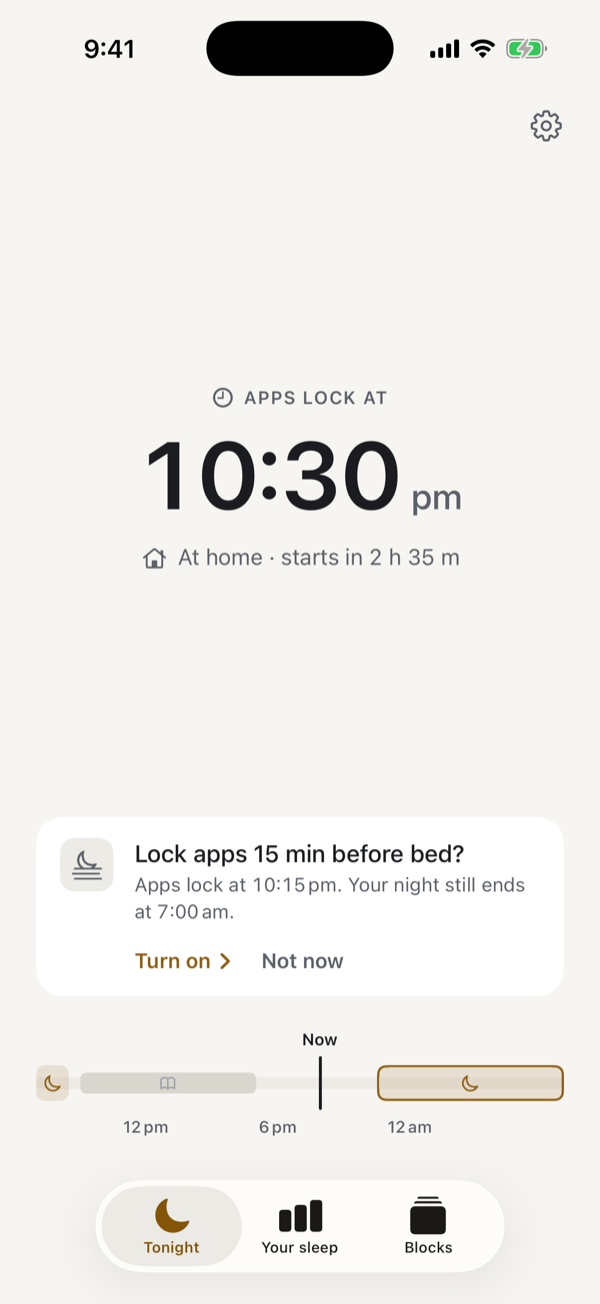 9:41
APPS LOCK AT
10:30 pm
At home · starts in 2 h 35 m
Lock apps 15 min before bed?
Apps lock at 10:15 pm. Your night still ends
at 7:00 am.
Turn on
Not now
Now
12 pm
6 pm
12 am
Tonight
Your sleep
Blocks